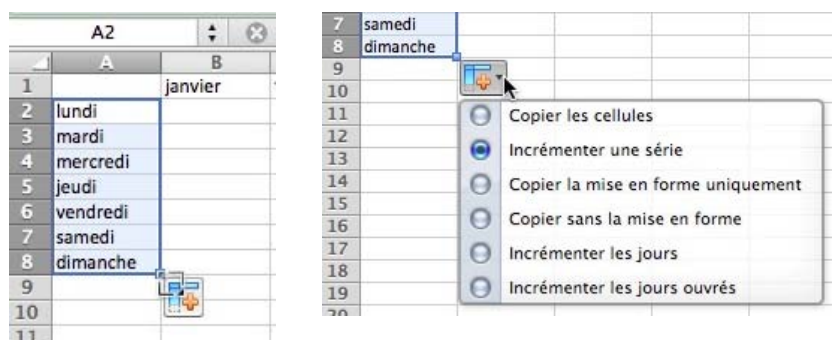 A2
A B
1 janvier
2 lundi
3 mardi
4 mercredi
5 jeudi
6 vendredi
7 samedi
8 dimanche
9
10
11
7 samedi
8 dimanche
9
10
11 Copier les cellules
12
13 Incrémenter une série
14 Copier la mise en forme uniquement
15
16 Copier sans la mise en forme
17 Incrémenter les jours
18
19 Incrémenter les jours ouvrés
20